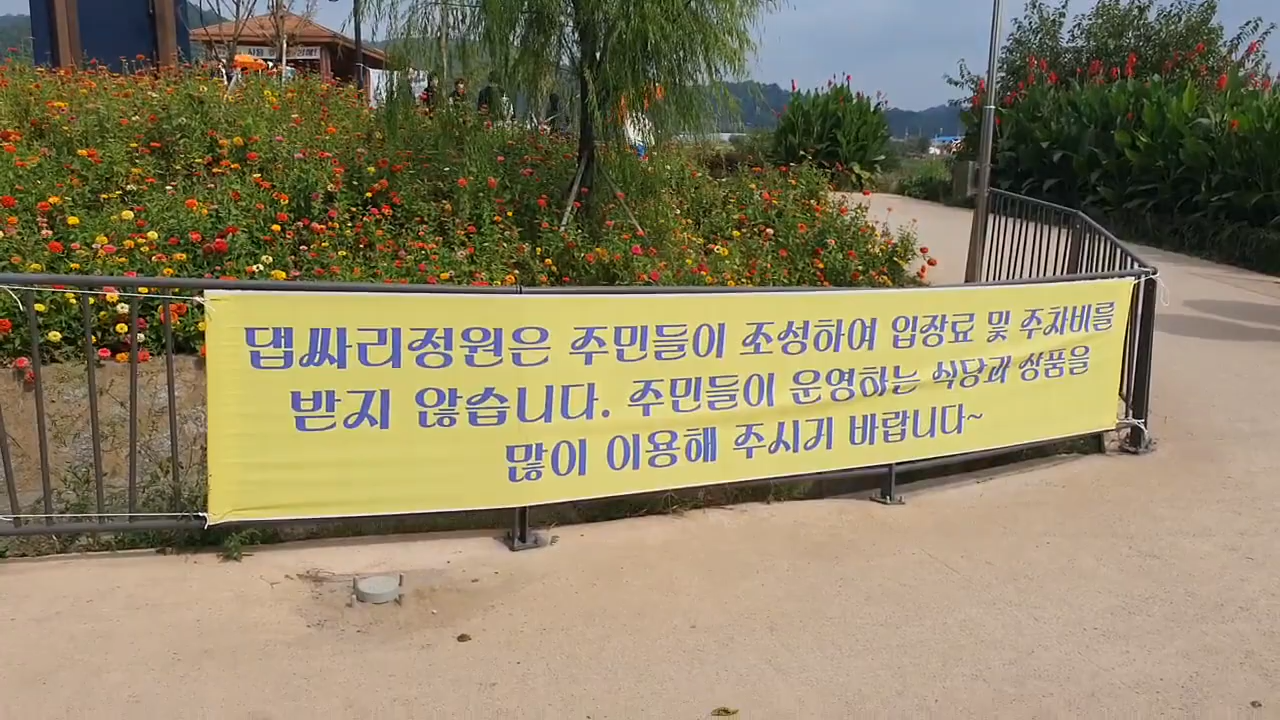 댑싸리정원은 주민들이 조성하여 입장료 및 주차비를
받지 않습니다. 주민들이 운영하는 식당과 상품을
많이 이용해 주시기 바랍니다~